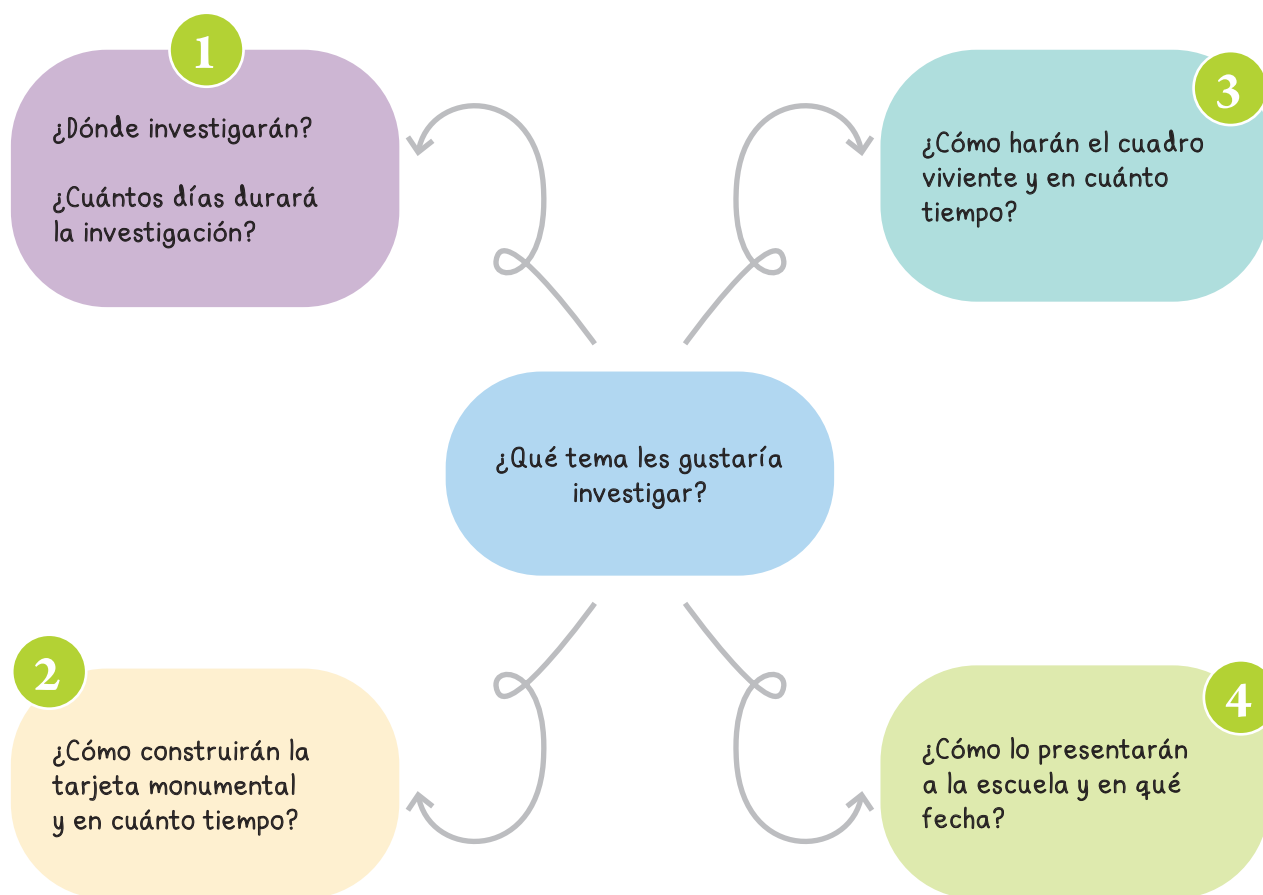 1
¿Dónde investigarán?
¿Cuántos días durará
la investigación?
3
¿Cómo harán el cuadro
viviente y en cuánto
tiempo?
¿Qué tema les gustaría
investigar?
2
¿Cómo construirán la
tarjeta monumental
y en cuánto tiempo?
4
¿Cómo lo presentarán
a la escuela y en qué
fecha?